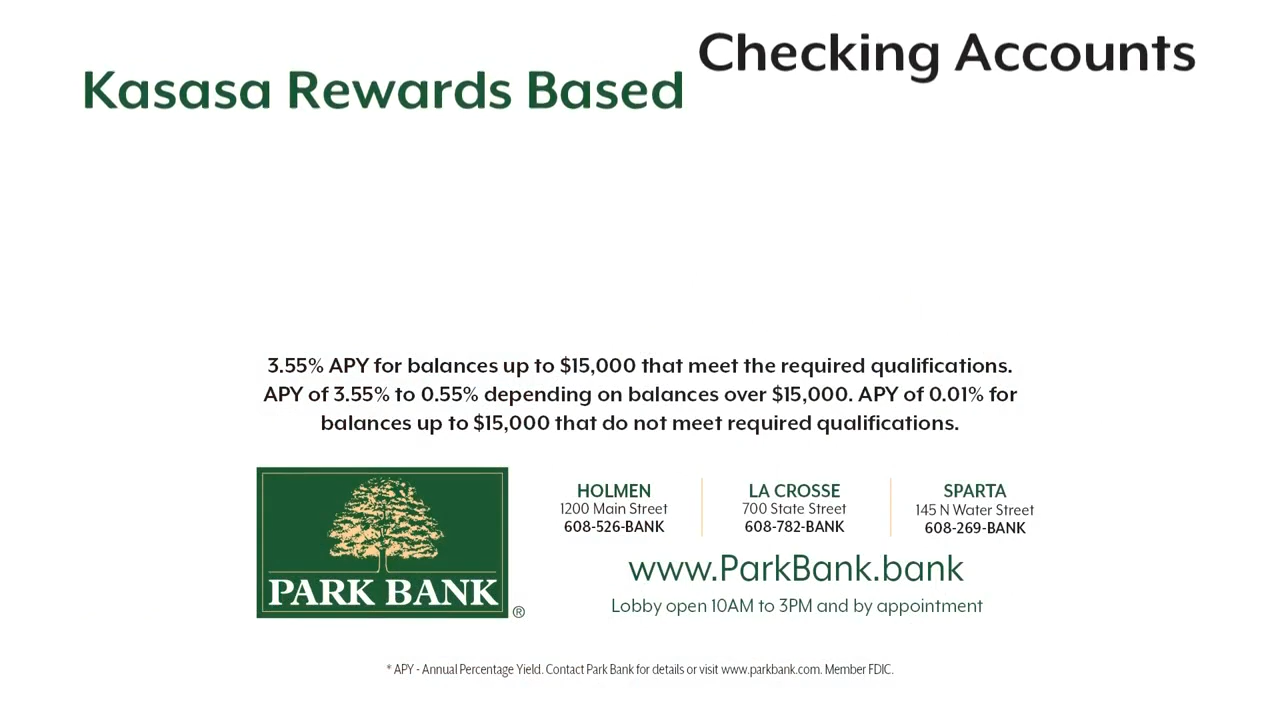 Kasasa Rewards Based Checking Accounts
3.55% APY for balances up to $15,000 that meet the required qualifications.
APY of 3.55% to 0.55% depending on balances over $15,000. APY of 0.01% for
balances up to $15,000 that do not meet required qualifications.
PARK BANK®
HOLMEN
1200 Main Street
608-526-BANK
LA CROSSE
700 State Street
608-782-BANK
SPARTA
145 N Water Street
608-269-BANK
www.ParkBank.bank
Lobby open 10AM to 3PM and by appointment
* APY - Annual Percentage Yield. Contact Park Bank for details or visit www.parkbank.com. Member FDIC.